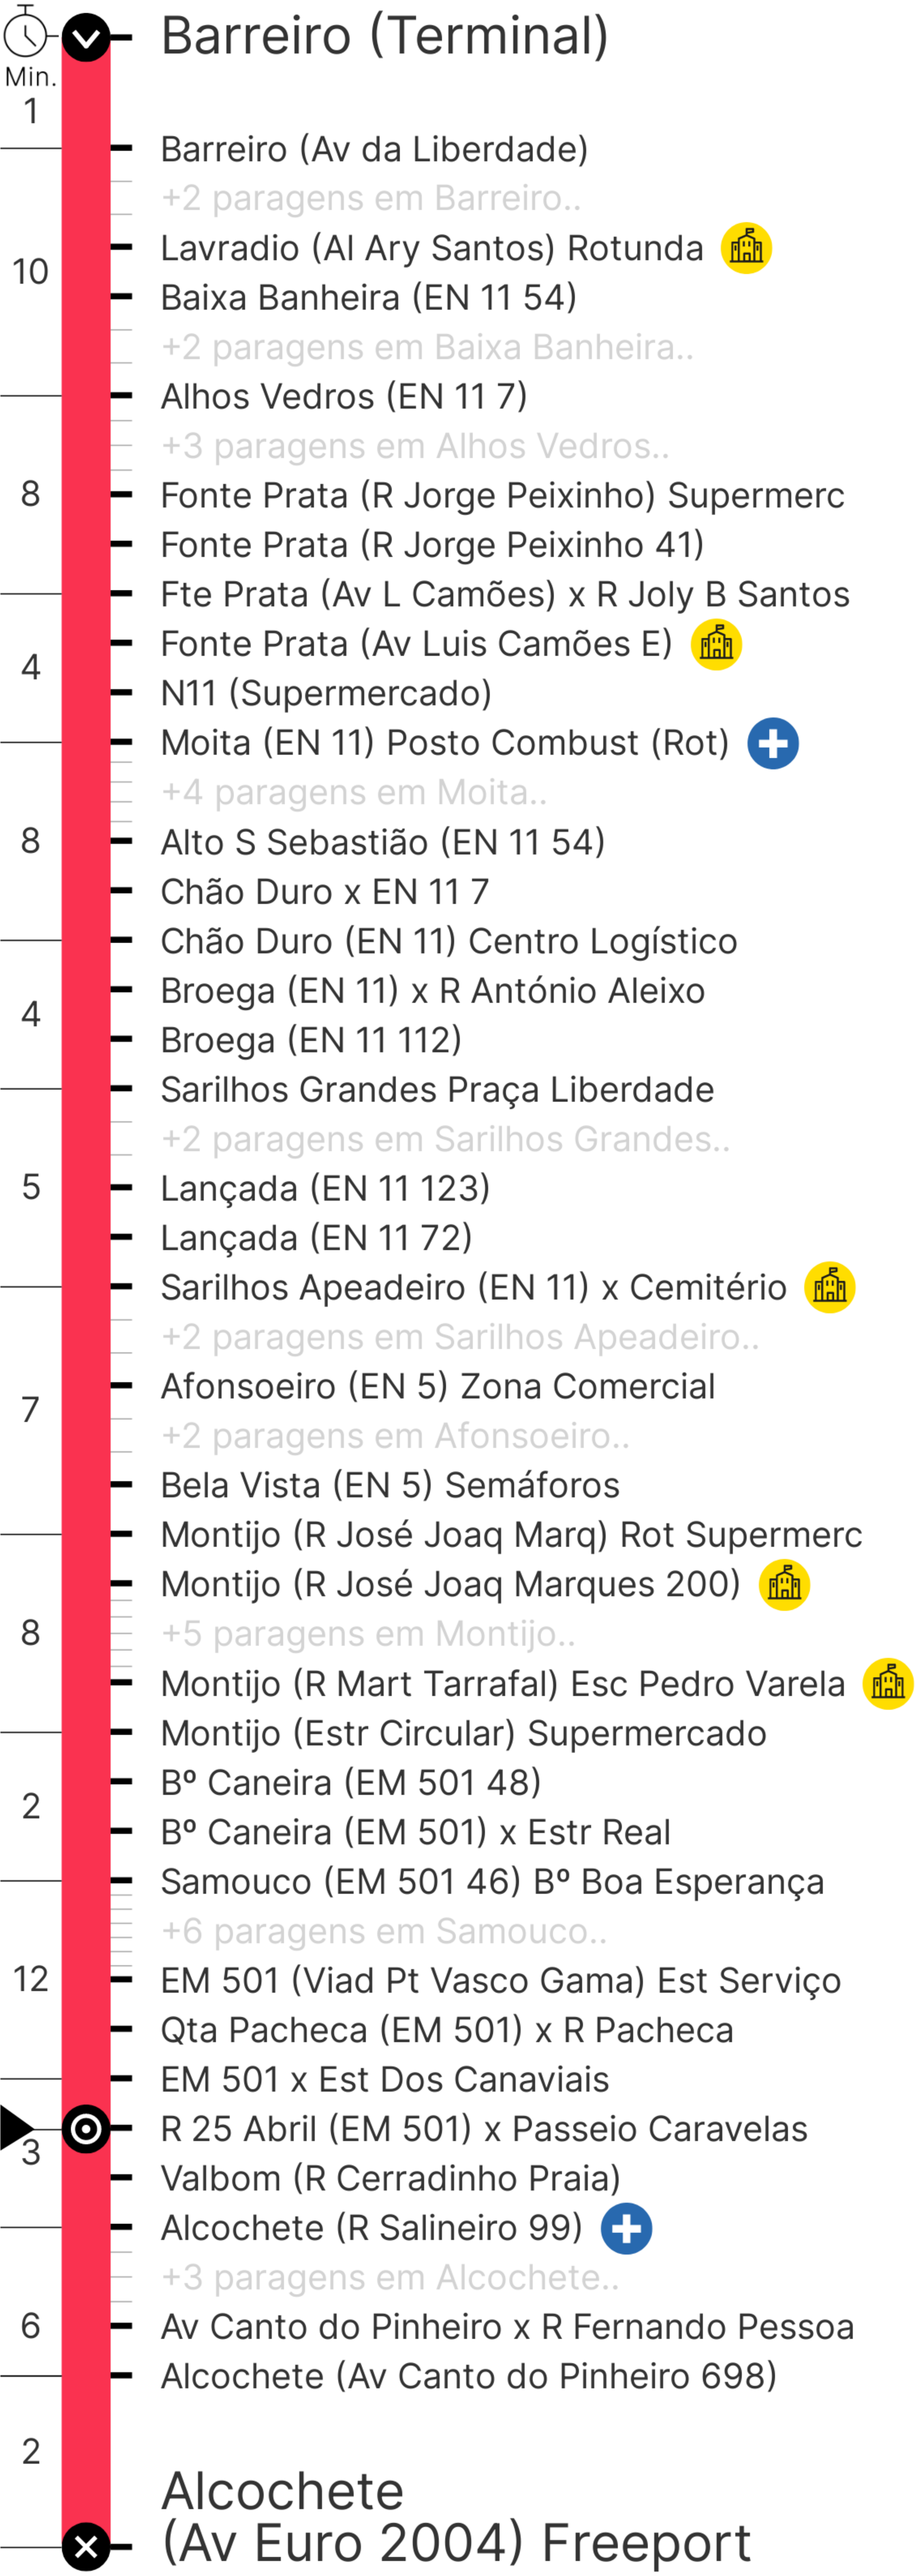 Barreiro (Terminal)
Min.
1
Barreiro (Av da Liberdade)
+2 paragens em Barreiro..
Lavradio (Al Ary Santos) Rotunda
10
Baixa Banheira (EN 11 54)
+2 paragens em Baixa Banheira..
Alhos Vedros (EN 11 7)
+3 paragens em Alhos Vedros..
8
Fonte Prata (R Jorge Peixinho) Supermerc
Fonte Prata (R Jorge Peixinho 41)
Fte Prata (Av L Camões) x R Joly B Santos
Fonte Prata (Av Luis Camões E)
4
N11 (Supermercado)
Moita (EN 11) Posto Combust (Rot)
+4 paragens em Moita..
8
Alto S Sebastião (EN 11 54)
Chão Duro x EN 11 7
Chão Duro (EN 11) Centro Logístico
Broega (EN 11) x R António Aleixo
4
Broega (EN 11 112)
Sarilhos Grandes Praça Liberdade
+2 paragens em Sarilhos Grandes..
5
Lançada (EN 11 123)
Lançada (EN 11 72)
Sarilhos Apeadeiro (EN 11) x Cemitério
+2 paragens em Sarilhos Apeadeiro..
Afonsoeiro (EN 5) Zona Comercial
7
+2 paragens em Afonsoeiro..
Bela Vista (EN 5) Semáforos
Montijo (R José Joaq Marq) Rot Supermerc
Montijo (R José Joaq Marques 200)
8
+5 paragens em Montijo..
Montijo (R Mart Tarrafal) Esc Pedro Varela
Montijo (Estr Circular) Supermercado
Bº Caneira (EM 501 48)
2
Bº Caneira (EM 501) x Estr Real
Samouco (EM 501 46) Bº Boa Esperança
+6 paragens em Samouco..
12
EM 501 (Viad Pt Vasco Gama) Est Serviço
Qta Pacheca (EM 501) x R Pacheca
EM 501 x Est Dos Canaviais
R 25 Abril (EM 501) x Passeio Caravelas
3
Valbom (R Cerradinho Praia)
Alcochete (R Salineiro 99)
+3 paragens em Alcochete..
6
Av Canto do Pinheiro x R Fernando Pessoa
Alcochete (Av Canto do Pinheiro 698)
2
Alcochete
(Av Euro 2004) Freeport